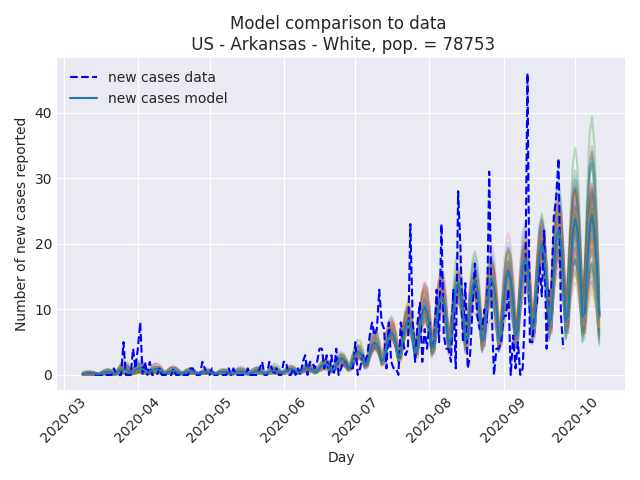 Model comparison to data
US - Arkansas - White, pop. = 78753
new cases data
new cases model
Number of new cases reported
40
30
20
10
0
2020-03
2020-04
2020-05
2020-06
2020-07
2020-08
2020-09
2020-10
Day